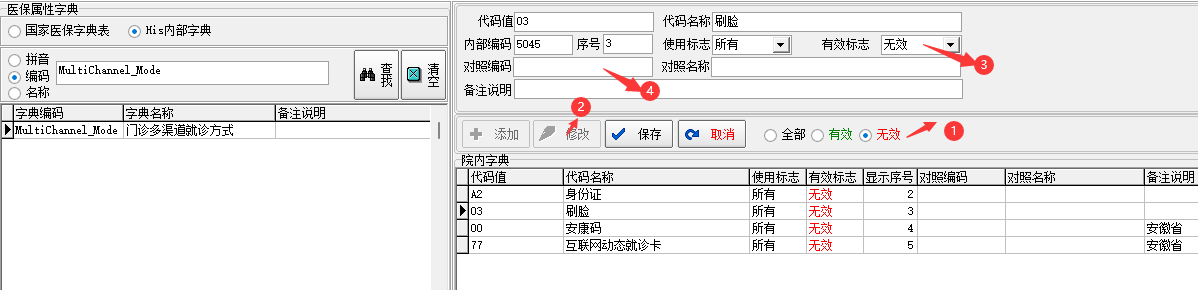 医保属性字典
国家医保字典表 His内部字典
拼音
编码
名称
MultiChannel_Mode
查找
清空
字典编码 字典名称 备注说明
MultiChannel_Mode 门诊多渠道就诊方式
代码值 03 代码名称 刷脸
内部编码 5045 序号 3 使用标志 所有 有效标志 无效
3
对照编码 对照名称
4
备注说明
2
添加 修改 保存 取消 全部 有效 无效
1
院内字典
代码值 代码名称 使用标志 有效标志 显示序号 对照编码 对照名称 备注说明
A2 身份证 所有 无效 2
03 刷脸 所有 无效 3
00 安康码 所有 无效 4 安徽省
77 互联网动态就诊卡 所有 无效 5 安徽省